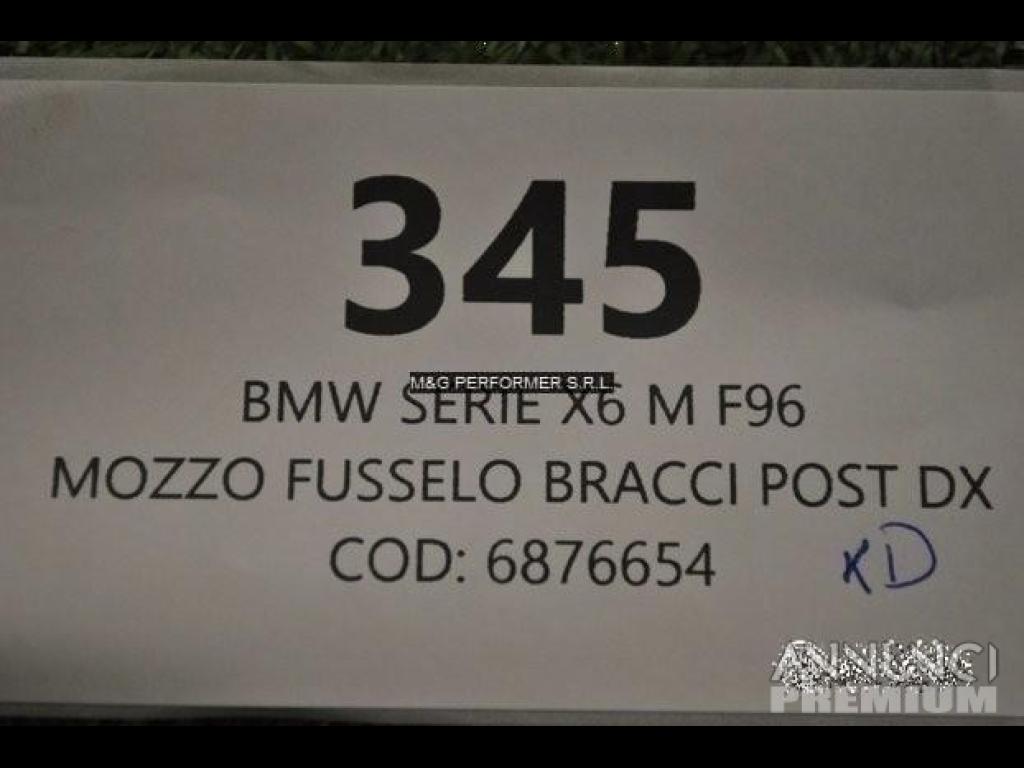 345
M&G PERFORMER S.R.L.
BMW SERIE X6 M F96
MOZZO FUSSELO BRACCI POST DX
COD: 6876654 KD
ANNUNCI
PREMIUM